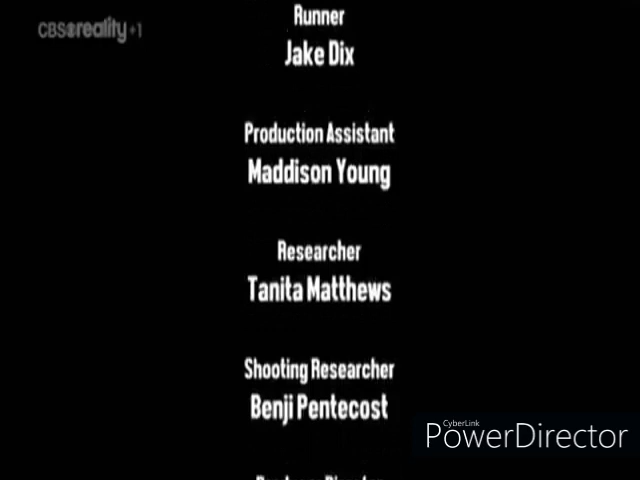 CBS reality +1
Runner
Jake Dix
Production Assistant
Maddison Young
Researcher
Tanita Matthews
Shooting Researcher
Benji Pentecost
CyberLink
PowerDirector